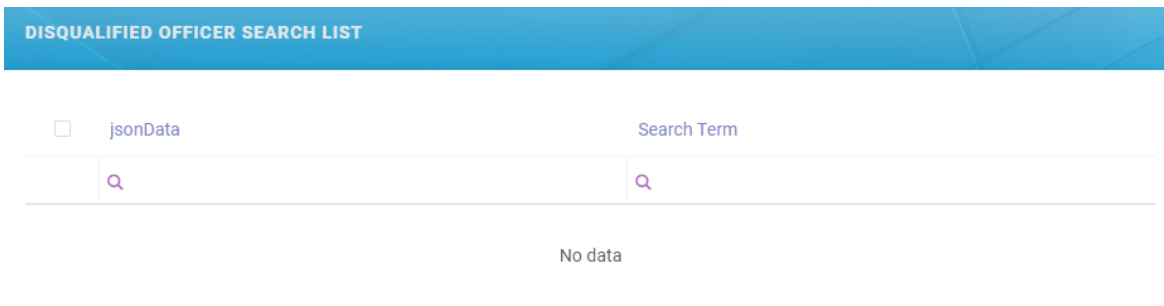 DISQUALIFIED OFFICER SEARCH LIST
jsonData Search Term
No data